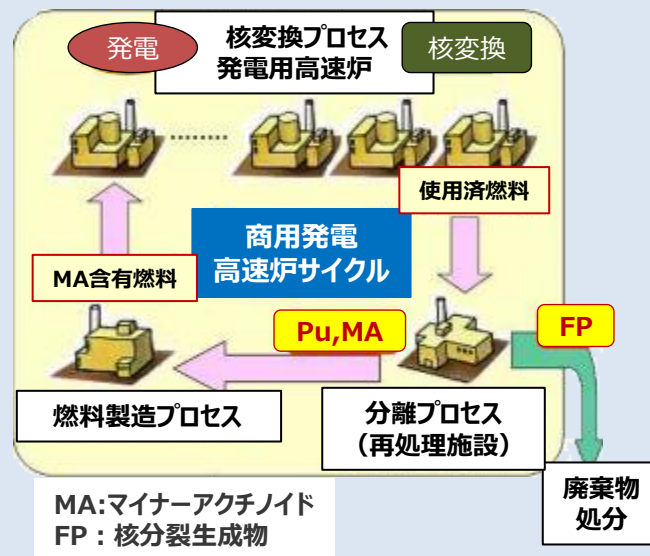 発電
核変換プロセス
発電用高速炉
核変換
使用済燃料
商用発電
高速炉サイクル
MA含有燃料
Pu,MA
FP
燃料製造プロセス
分離プロセス
（再処理施設）
廃棄物
処分
MA:マイナーアクチノイド
FP：核分裂生成物